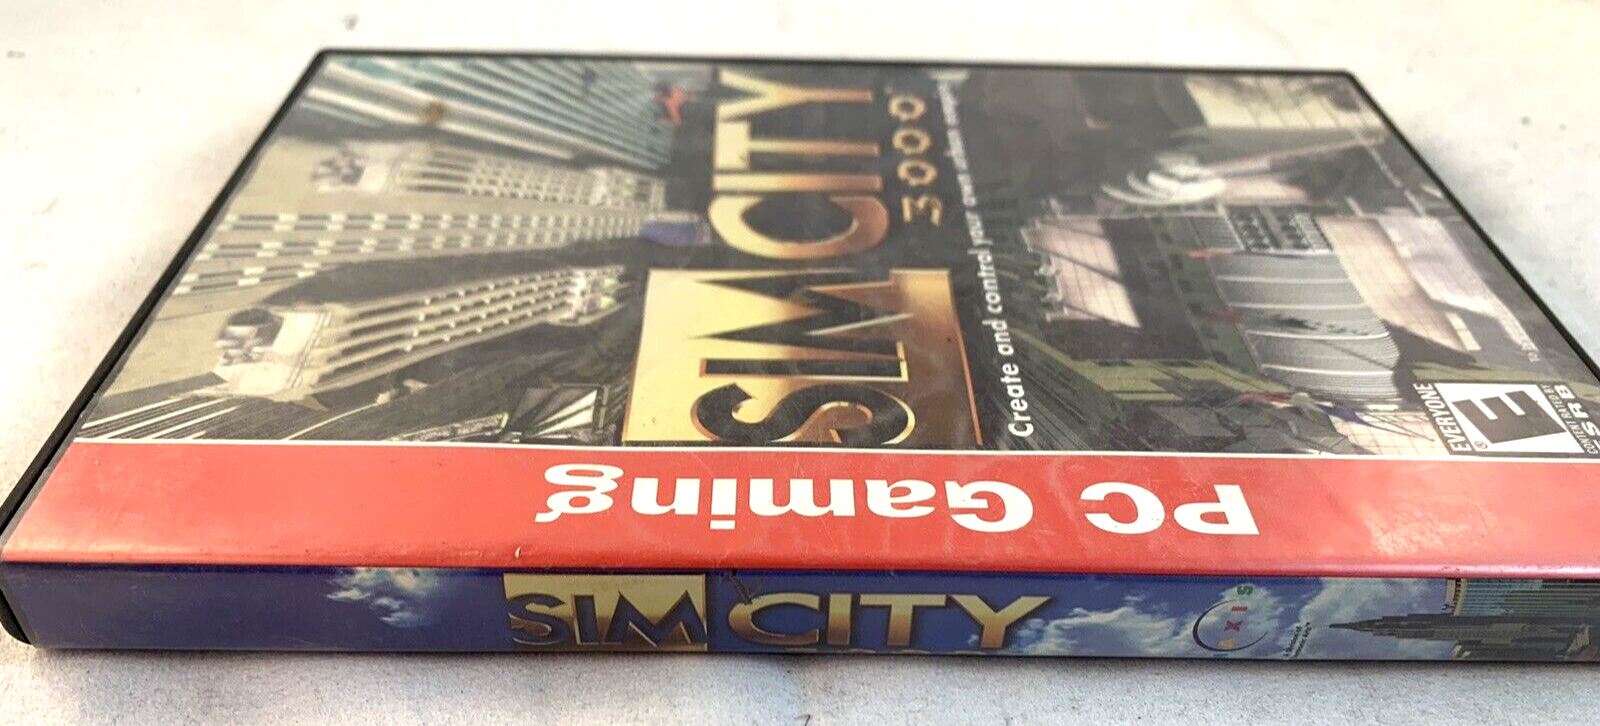 SIM CITY
3000
Create and control your own urban empire
EVERYONE
E
®
CONTENT RATED BY
ESRB
PC Gaming
SIM CITY